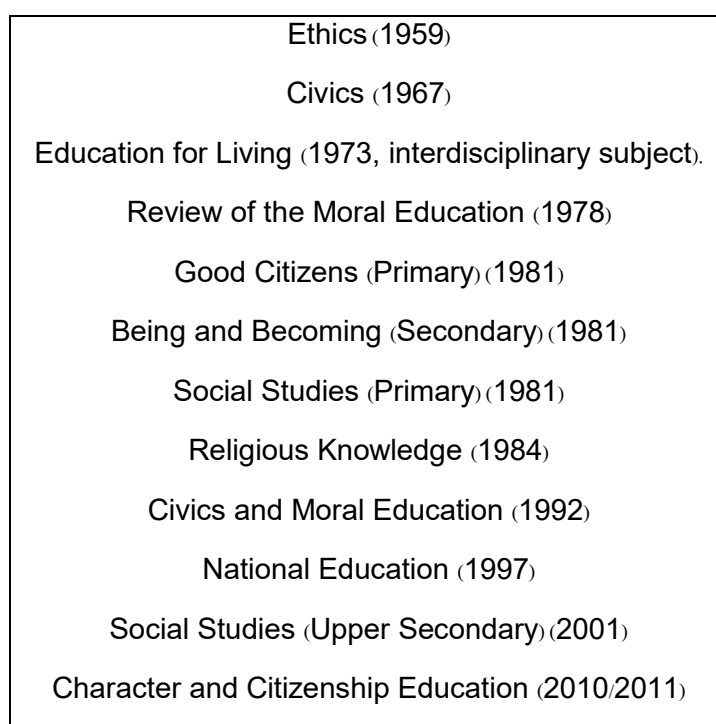 Ethics (1959)
Civics (1967)
Education for Living (1973, interdisciplinary subject).
Review of the Moral Education (1978)
Good Citizens (Primary) (1981)
Being and Becoming (Secondary) (1981)
Social Studies (Primary) (1981)
Religious Knowledge (1984)
Civics and Moral Education (1992)
National Education (1997)
Social Studies (Upper Secondary) (2001)
Character and Citizenship Education (2010/2011)